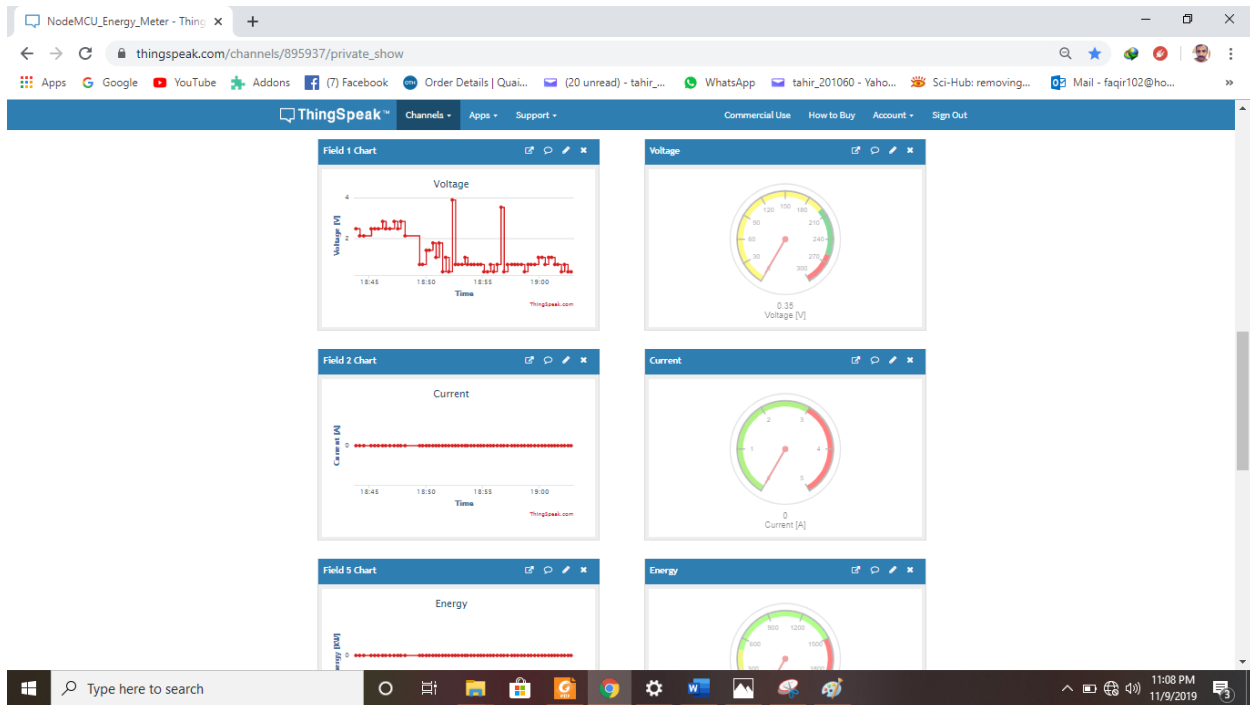 NodeMCU_Energy_Meter - Thing
thingspeak.com/channels/895937/private_show
Apps Google YouTube Addons (7) Facebook Order Details | Quai... (20 unread) - tahir_... WhatsApp tahir_201060 - Yaho... Sci-Hub: removing... Mail - faqir102@ho... »
ThingSpeak™ Channels Apps Support Commercial Use How to Buy Account Sign Out
Field 1 Chart
Voltage
4
2
Voltage [V]
18:45 18:50 18:55 19:00
Time
ThingSpeak.com
Voltage
0 30 60 90 120 150 180 210 240 270 300
0.35
Voltage [V]
Field 2 Chart
Current
0
Current [A]
18:45 18:50 18:55 19:00
Time
ThingSpeak.com
Current
1 2 3 4 5
0
Current [A]
Field 5 Chart
Energy
0
Energy
300 600 900 1200 1500 1800
Type here to search
11:08 PM
11/9/2019
3